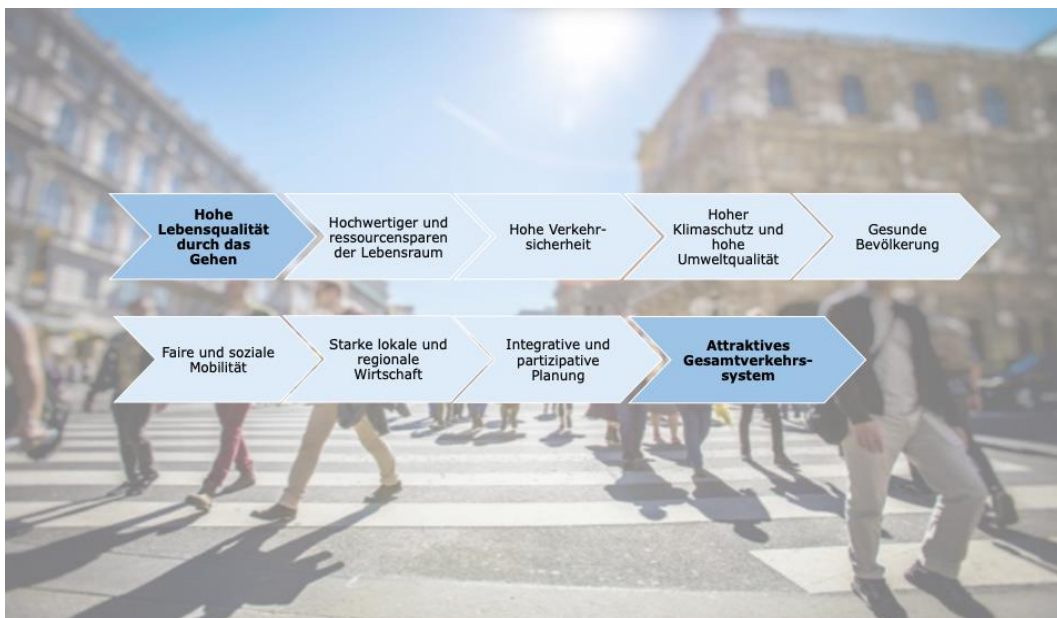 Hohe
Lebensqualität
durch das
Gehen
Hochwertiger und
ressourcensparen
der Lebensraum
Hohe Verkehr-
sicherheit
Hoher
Klimaschutz und
hohe
Umweltqualität
Gesunde
Bevölkerung
Faire und soziale
Mobilität
Starke lokale und
regionale
Wirtschaft
Integrative und
partizipative
Planung
Attraktives
Gesamtverkehrs-
system